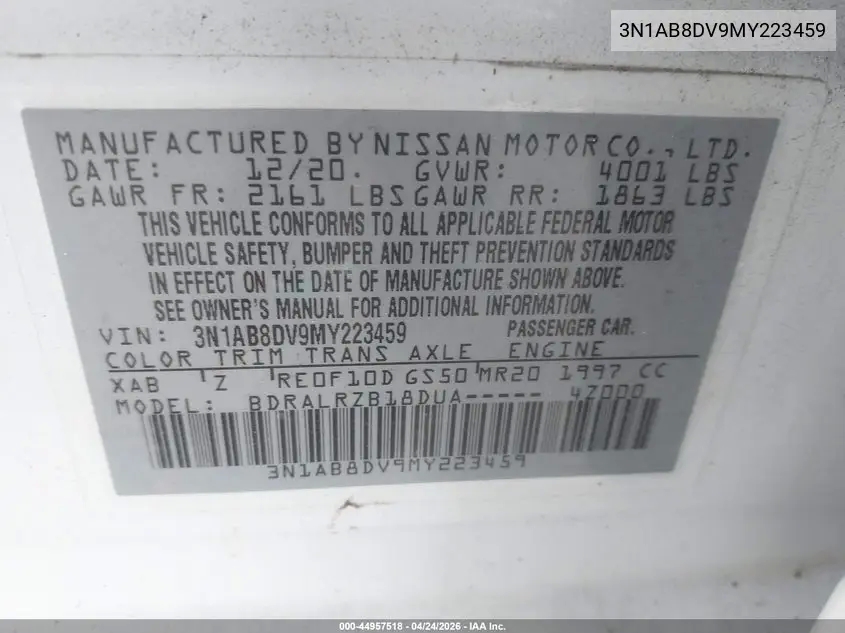 3N1AB8DV9MY223459
MANUFACTURED BY NISSAN MOTOR CO., LTD.
DATE: 12/20. GVWR: 4001 LBS
GAWR FR: 2161 LBS GAWR RR: 1863 LBS
THIS VEHICLE CONFORMS TO ALL APPLICABLE FEDERAL MOTOR
VEHICLE SAFETY, BUMPER AND THEFT PREVENTION STANDARDS
IN EFFECT ON THE DATE OF MANUFACTURE SHOWN ABOVE.
SEE OWNER'S MANUAL FOR ADDITIONAL INFORMATION.
VIN: 3N1AB8DV9MY223459 PASSENGER CAR.
COLOR TRIM TRANS AXLE ENGINE
XAB Z RE0F10D GS50 MR20 1997 CC
MODEL: BDRALRZB18DUA----- 4Z000
3N1AB8DV9MY223459
000-44957518 - 04/24/2026 - IAA Inc.